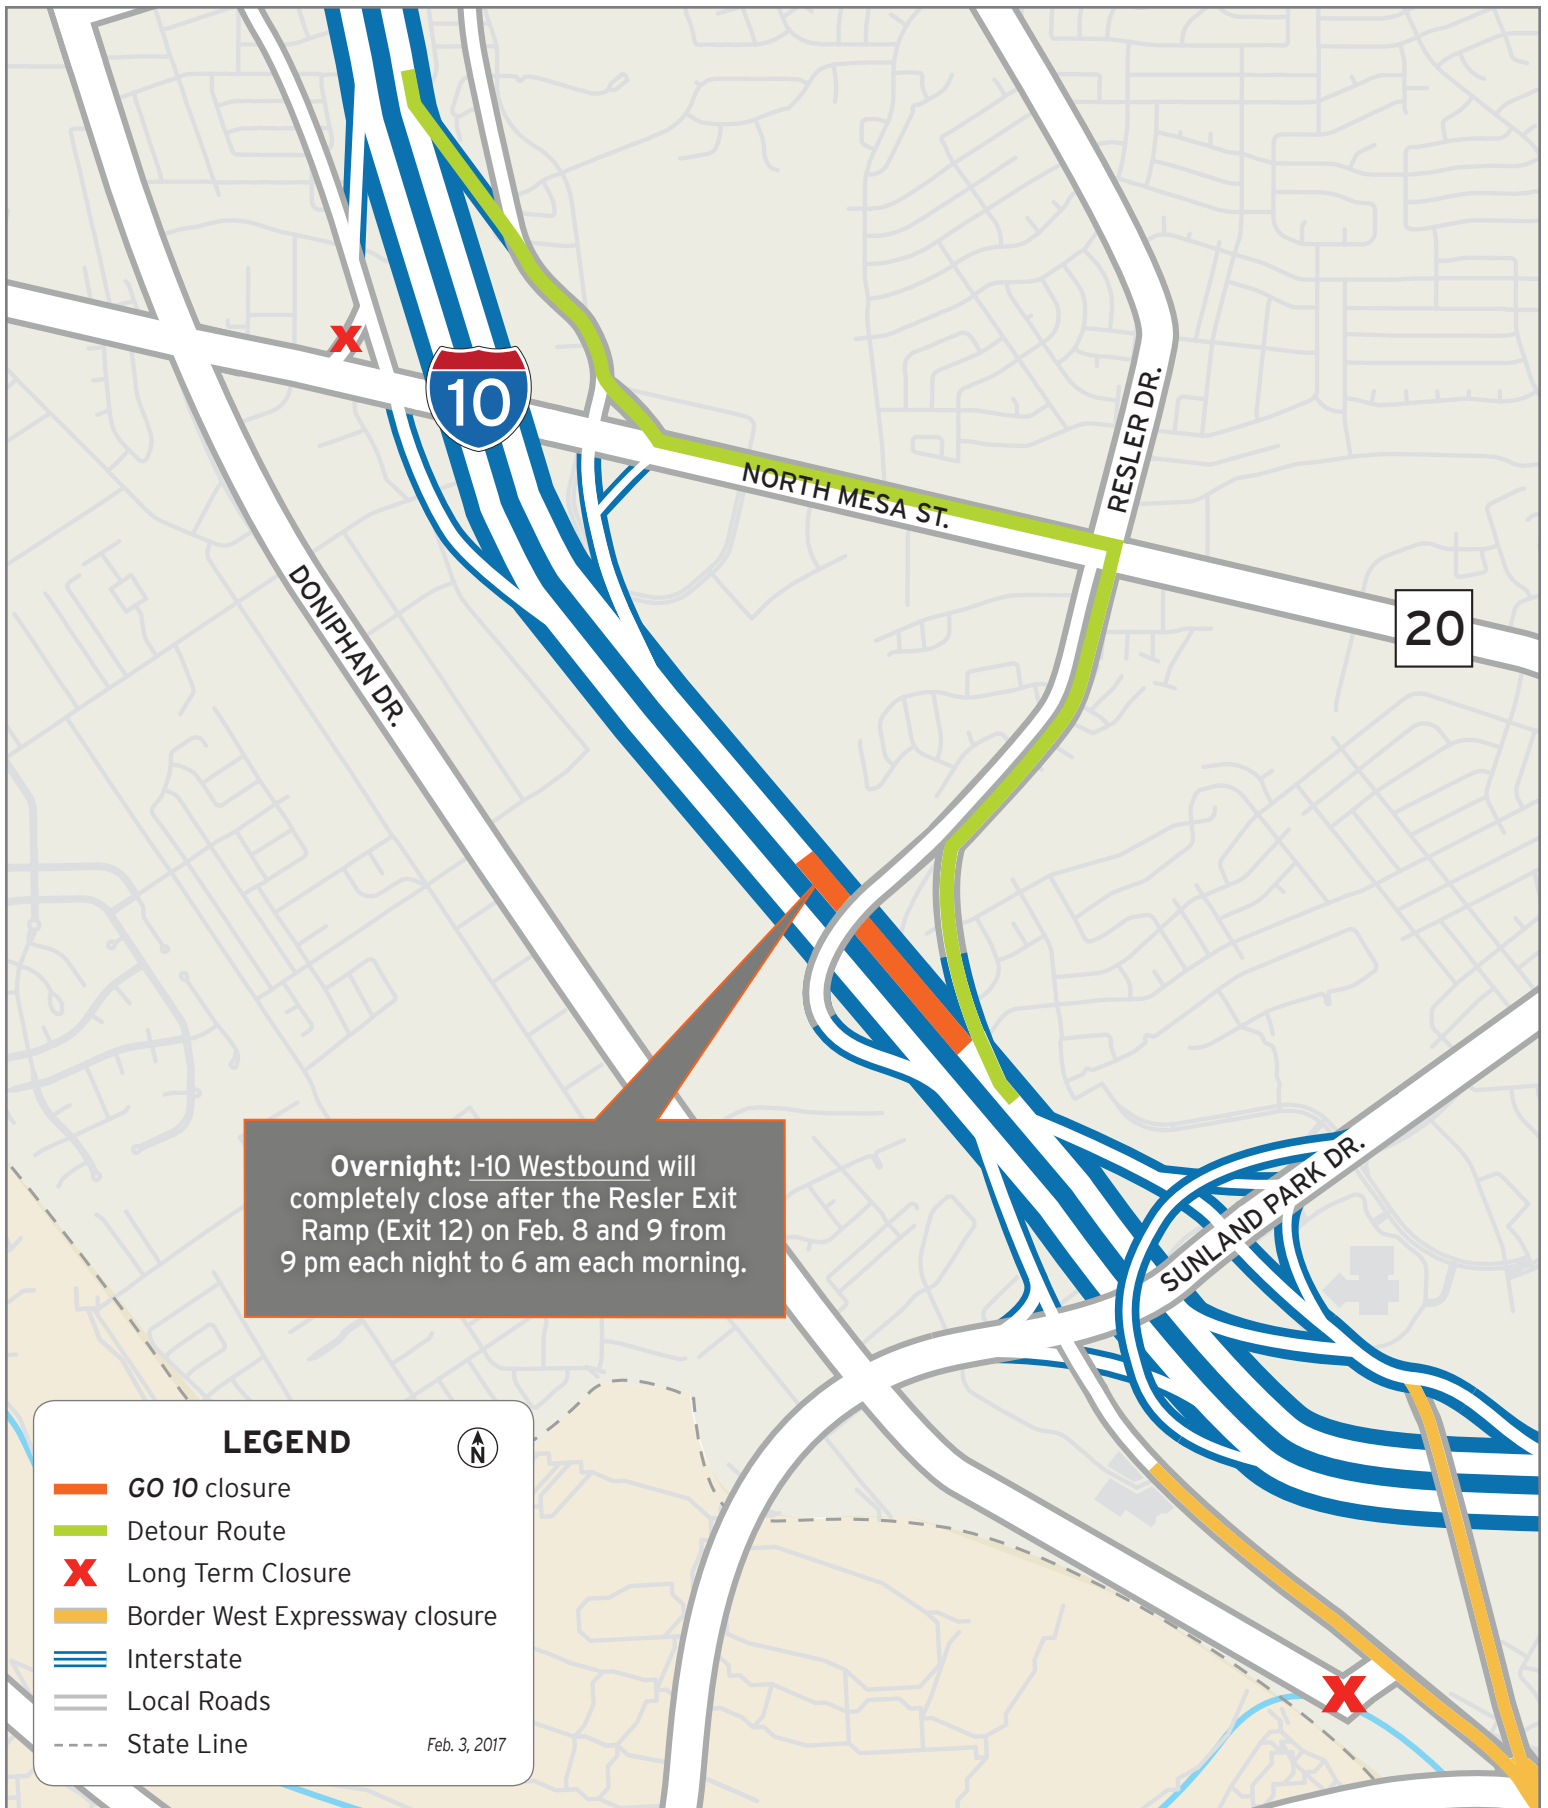 10
NORTH MESA ST.
RESLER DR.
20
DONIPHAN DR.
SUNLAND PARK DR.
Overnight: I-10 Westbound will
completely close after the Resler Exit
Ramp (Exit 12) on Feb. 8 and 9 from
9 pm each night to 6 am each morning.
LEGEND
N
GO 10 closure
Detour Route
X Long Term Closure
Border West Expressway closure
Interstate
Local Roads
State Line
Feb. 3, 2017